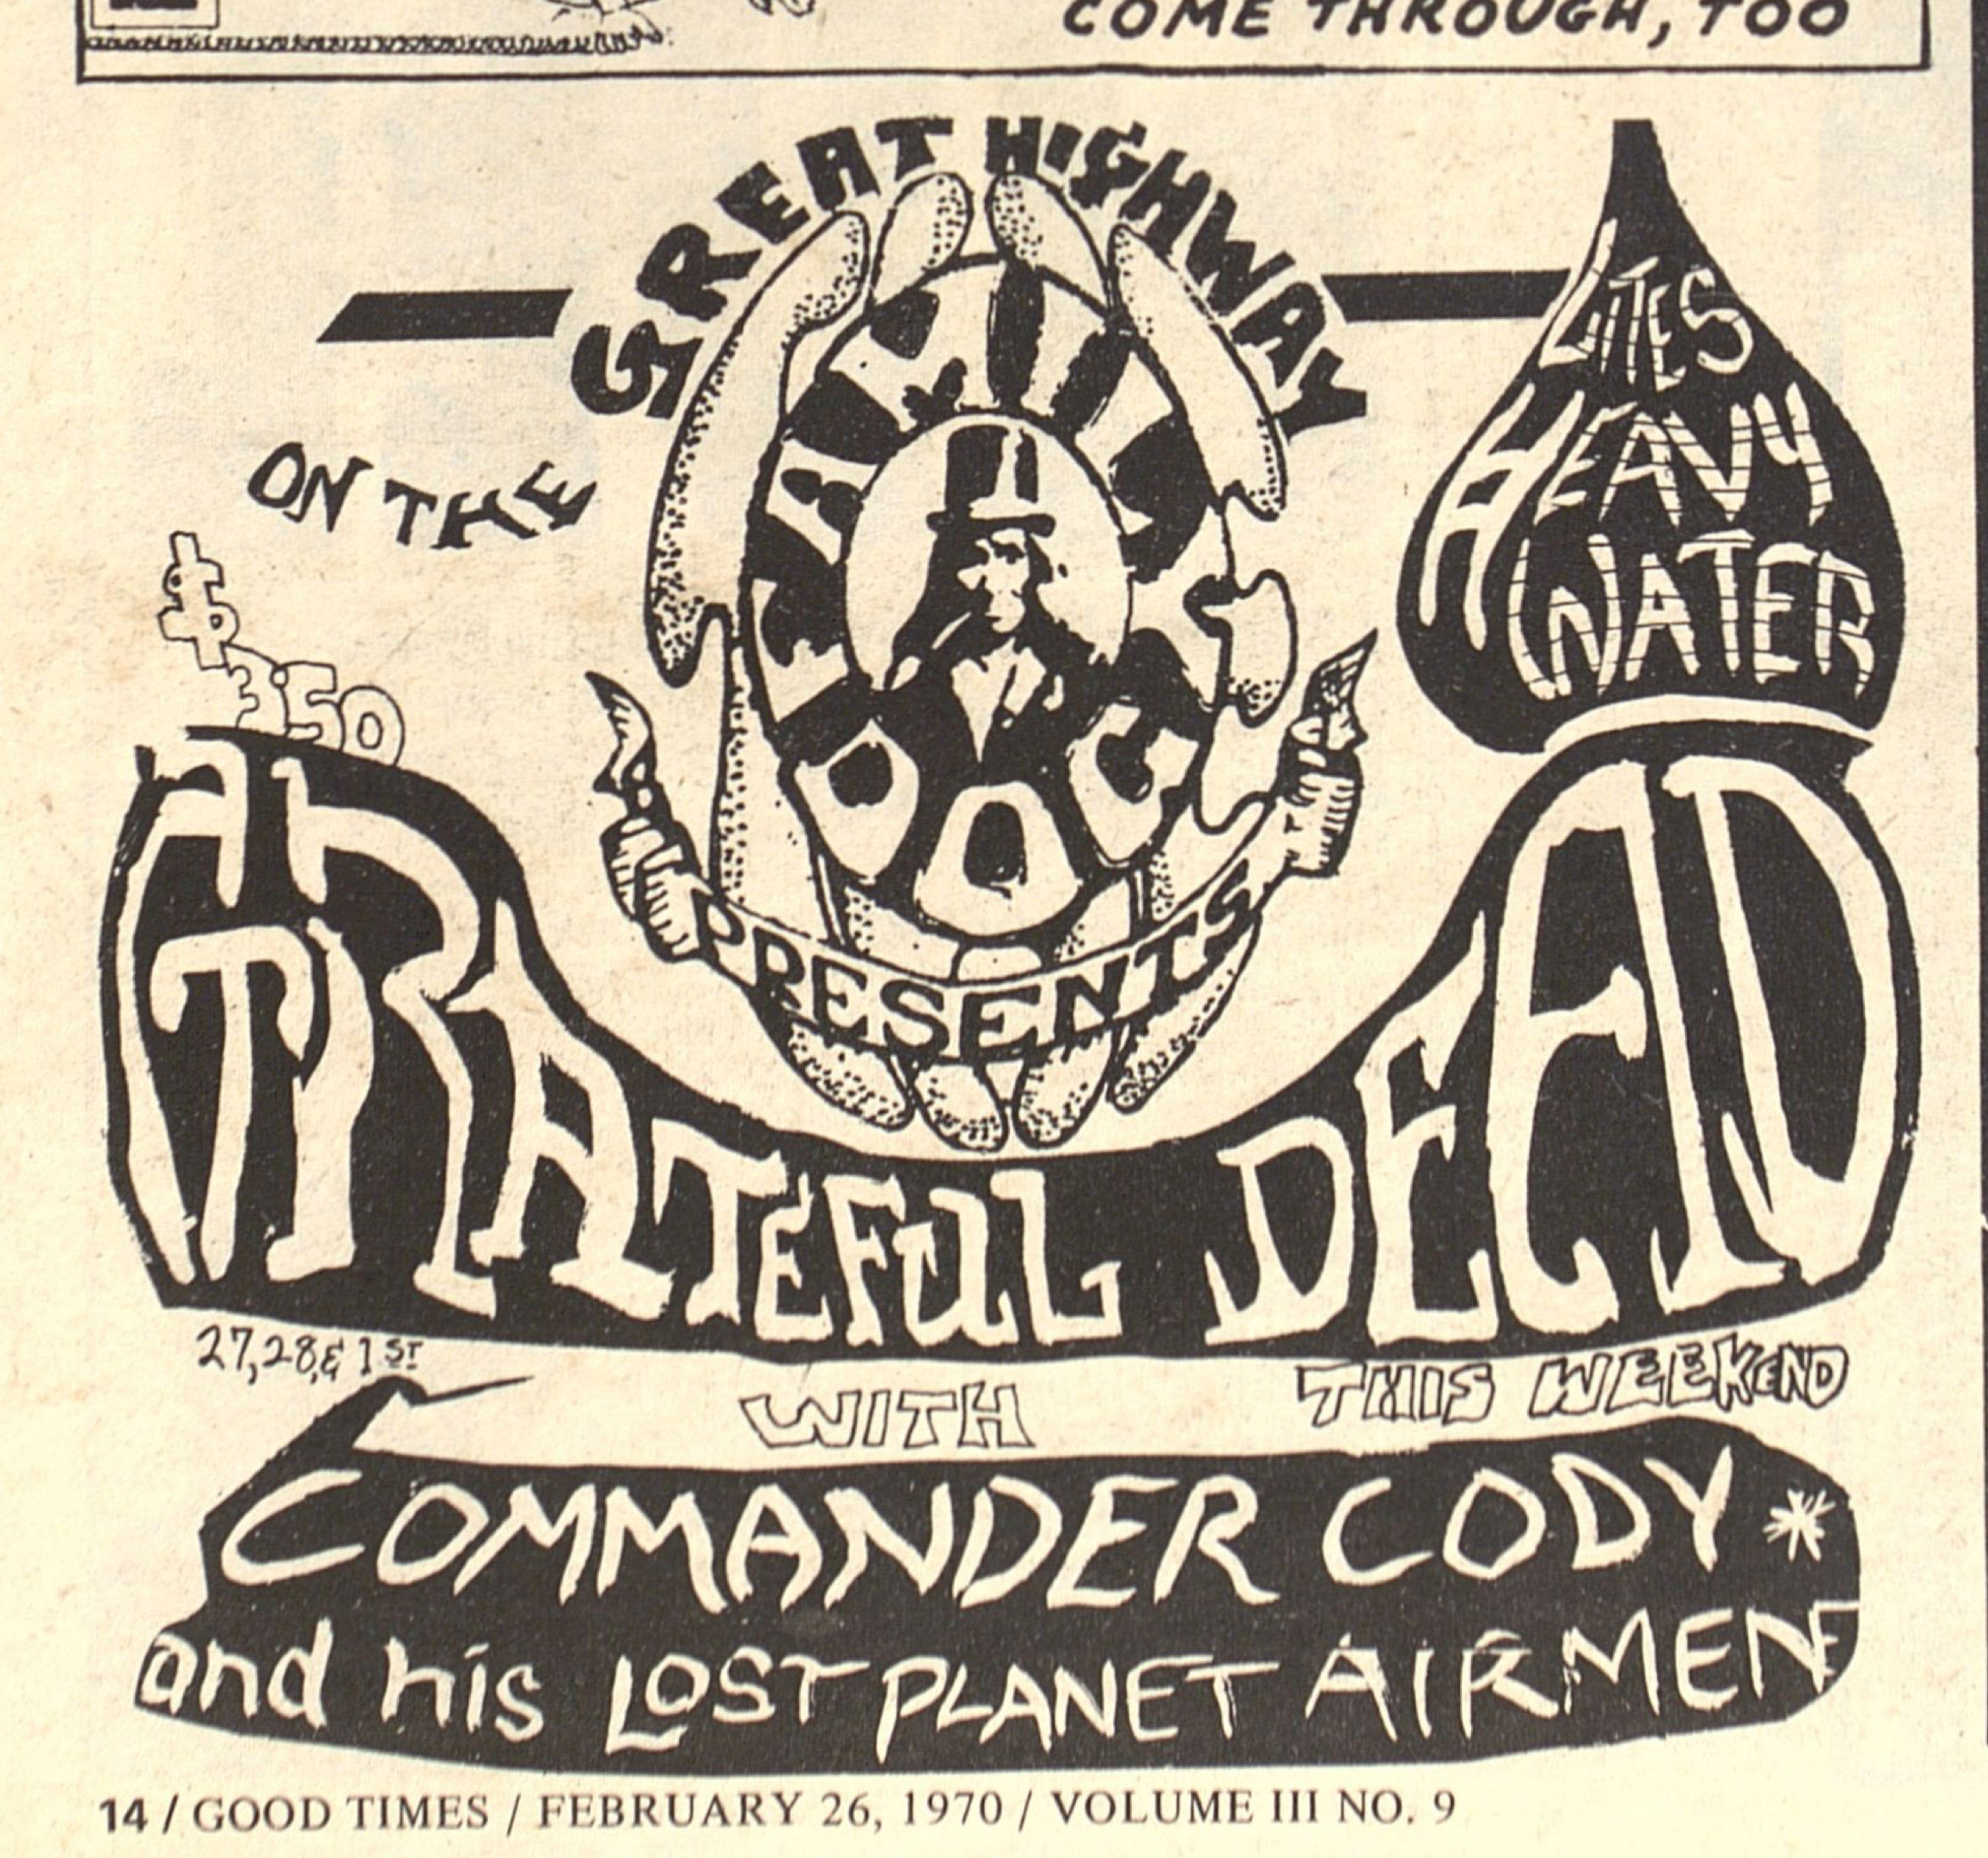 COME THROUGH, TOO
GREAT HIGHWAY
ON THE
FAMILY
DOG
PRESENTS
LITES
HEAVY
WATER
$3.50
GRATEFUL DEAD
27, 28, & 1ST
WITH
THIS WEEKEND
COMMANDER CODY *
and his LOST PLANET AIRMEN
14 / GOOD TIMES / FEBRUARY 26, 1970 / VOLUME III NO. 9